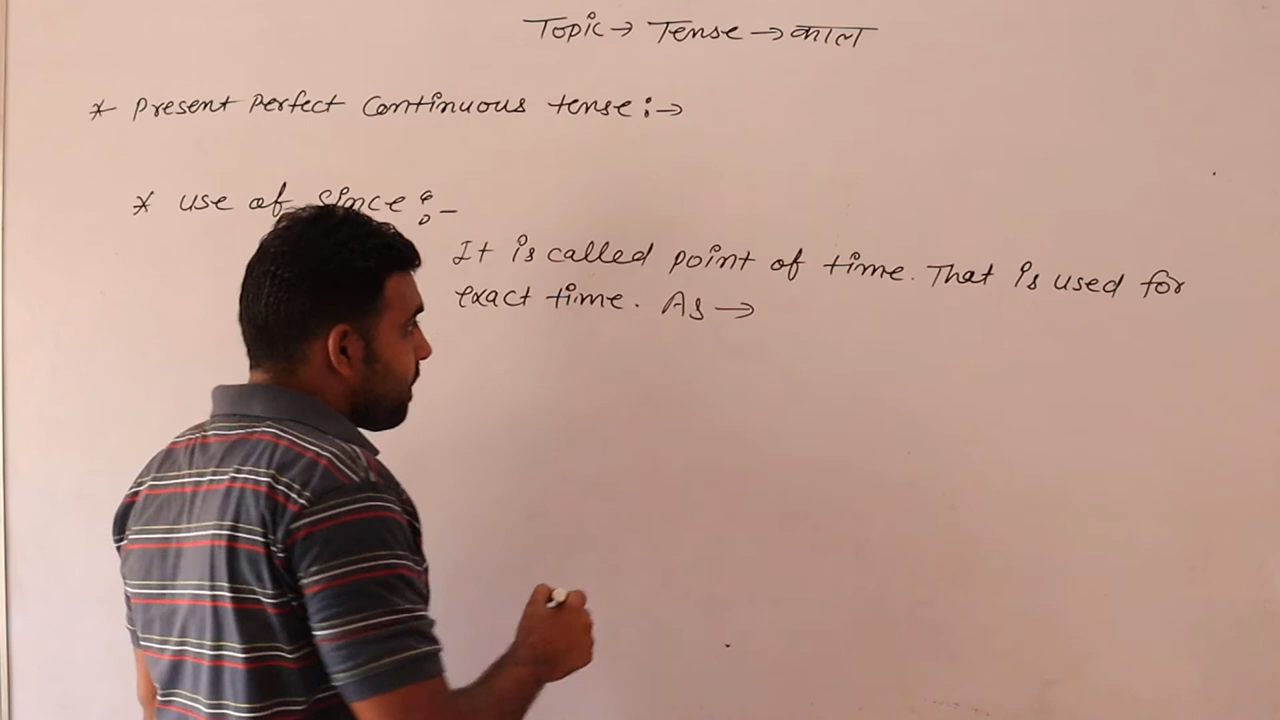 Topic → Tense → काल
* Present Perfect Continuous tense :→
* use of since :-
It is called point of time. That is used for
exact time. As →